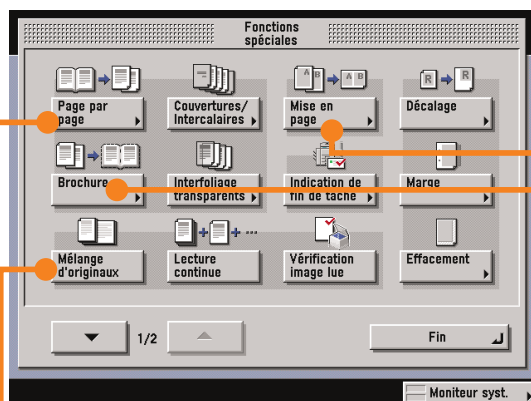 Fonctions
spéciales
Page par
page
Couvertures/
Intercalaires
A B A B
Mise en
page
R R
Décalage
Brochure
Interfoliage
transparents
Indication de
fin de tâche
Marge
Mélange
d'originaux
Lecture
continue
Vérification
image lue
Effacement
1/2
Fin
Moniteur syst.